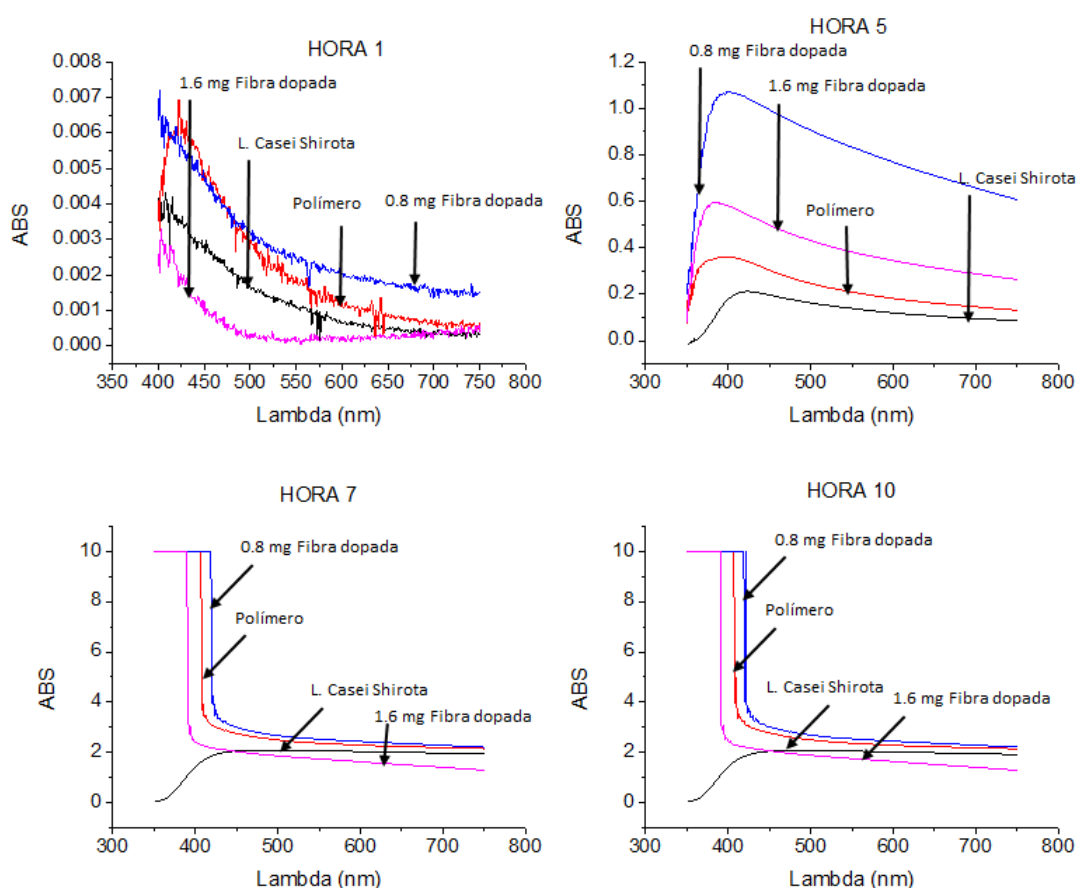 HORA 1
0.008
0.007
0.006
0.005
0.004
0.003
0.002
0.001
0.000
ABS
1.6 mg Fibra dopada
L. Casei Shirota
Polímero
0.8 mg Fibra dopada
350 400 450 500 550 600 650 700 750 800
Lambda (nm)
HORA 5
1.2
1.0
0.8
0.6
0.4
0.2
0.0
ABS
0.8 mg Fibra dopada
1.6 mg Fibra dopada
L. Casei Shirota
Polímero
300 400 500 600 700 800
Lambda (nm)
HORA 7
10
8
6
4
2
0
ABS
0.8 mg Fibra dopada
Polímero
L. Casei Shirota
1.6 mg Fibra dopada
300 400 500 600 700 800
Lambda (nm)
HORA 10
10
8
6
4
2
0
ABS
0.8 mg Fibra dopada
Polímero
L. Casei Shirota
1.6 mg Fibra dopada
300 400 500 600 700 800
Lambda (nm)